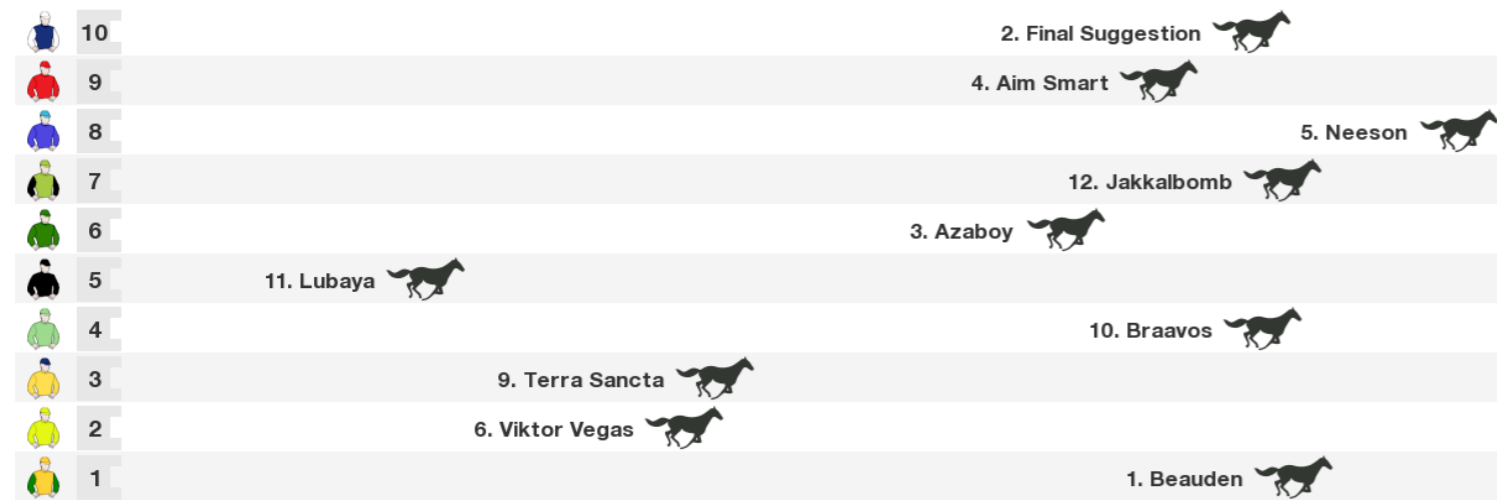 10 2. Final Suggestion
9 4. Aim Smart
8 5. Neeson
7 12. Jakkalbomb
6 3. Azaboy
5 11. Lubaya
4 10. Braavos
3 9. Terra Sancta
2 6. Viktor Vegas
1 1. Beauden